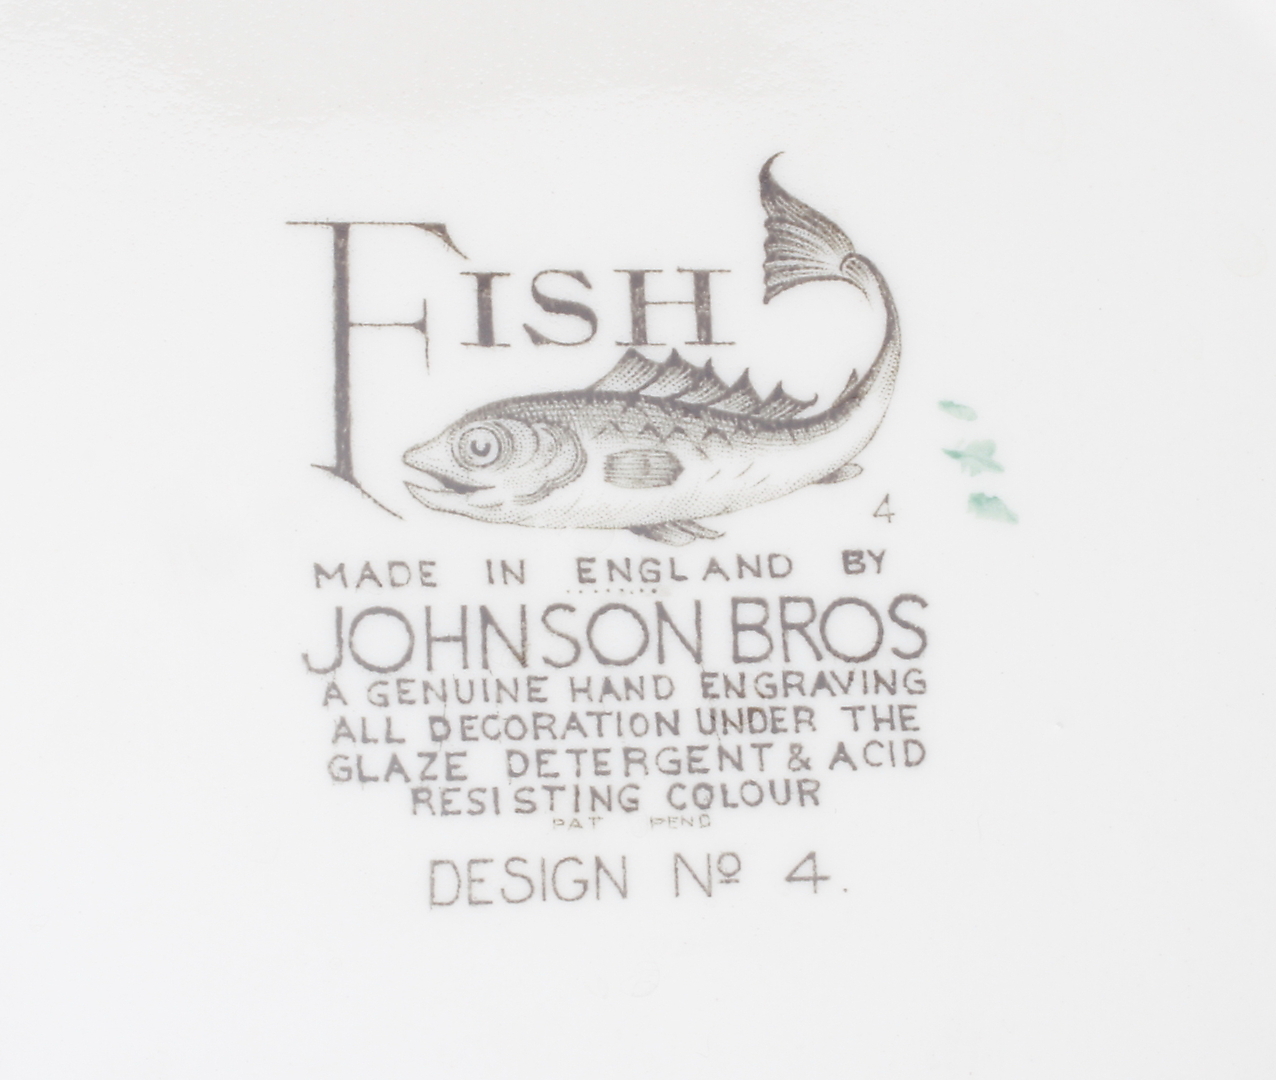 FISH
4
MADE IN ENGLAND BY
JOHNSON BROS
A GENUINE HAND ENGRAVING
ALL DECORATION UNDER THE
GLAZE DETERGENT & ACID
RESISTING COLOUR
PAT PEND
DESIGN Nº 4.